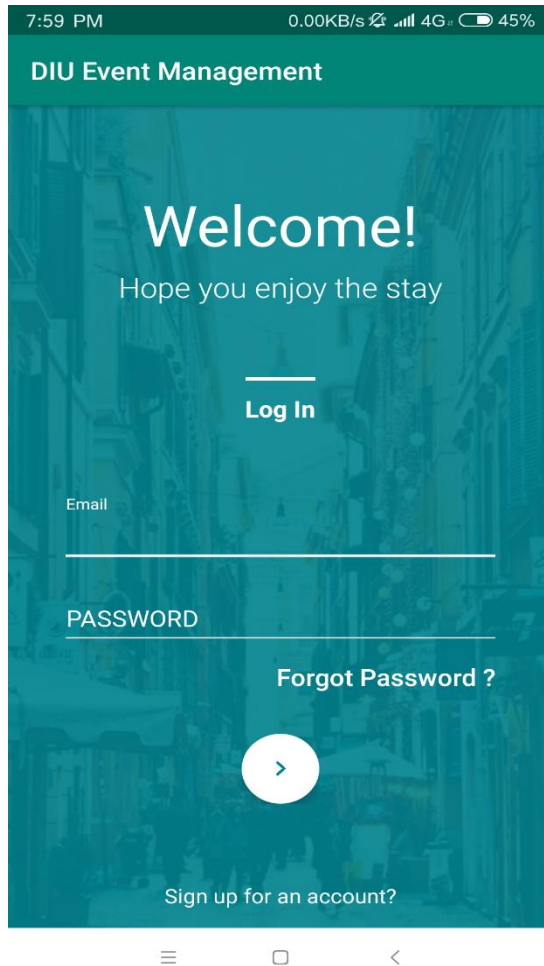 7:59 PM 0.00KB/s 4G 45%
DIU Event Management
Welcome!
Hope you enjoy the stay
Log In
Email
PASSWORD
Forgot Password ?
Sign up for an account?